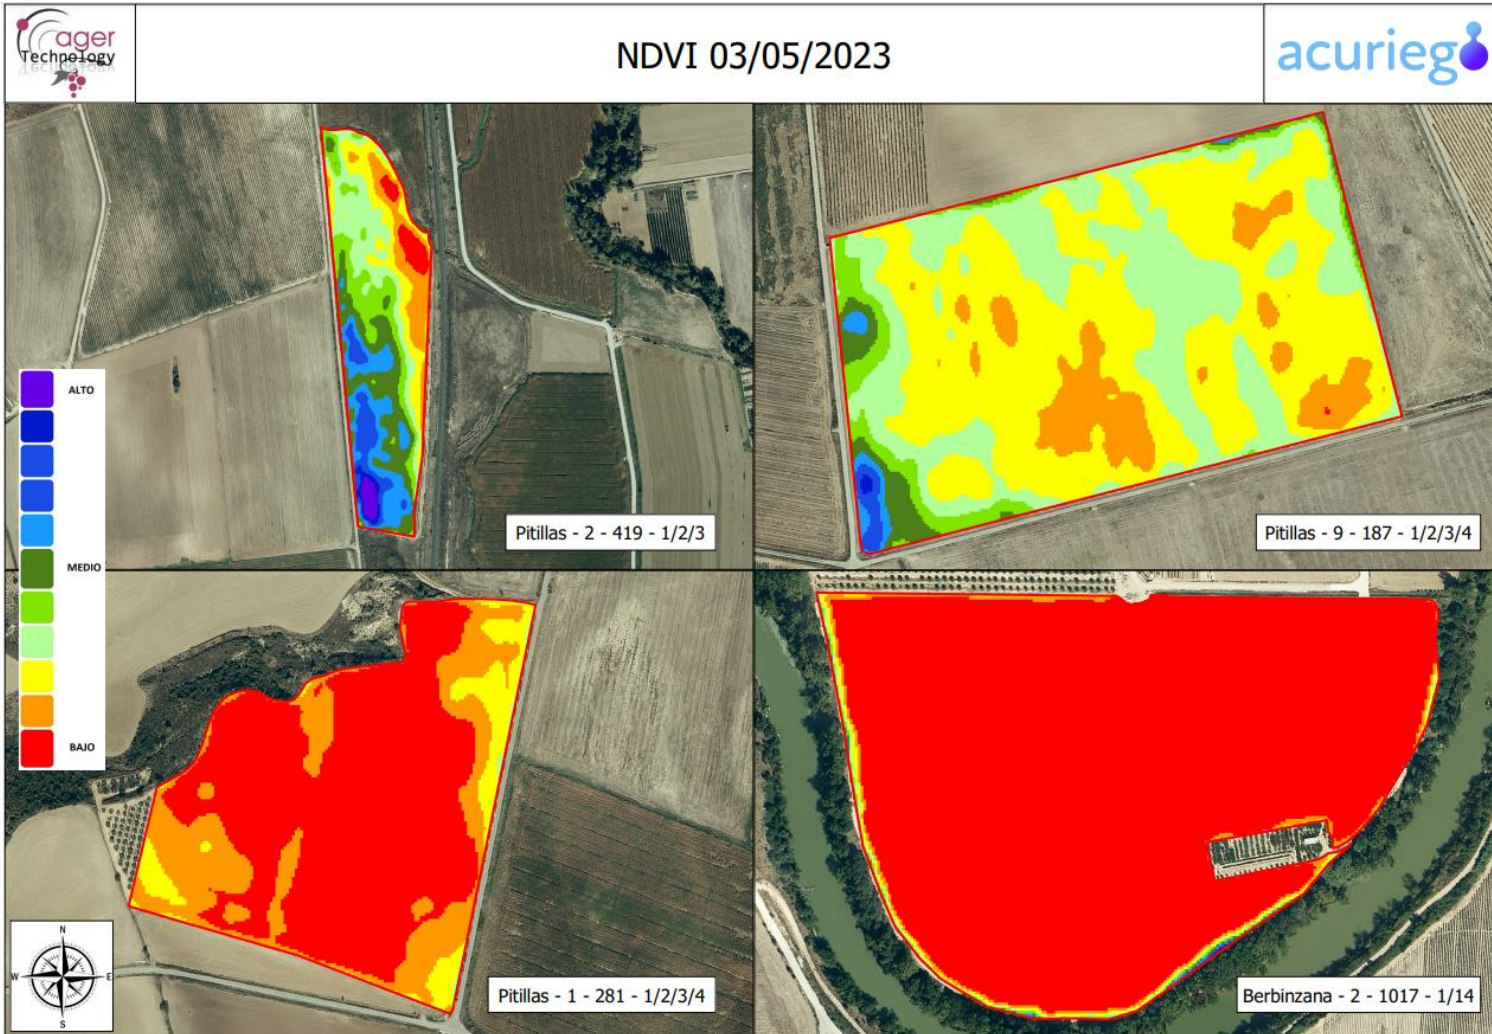 ager
Technology
NDVI 03/05/2023
acuriego
Pitillas - 2 - 419 - 1/2/3
Pitillas - 9 - 187 - 1/2/3/4
ALTO
MEDIO
BAJO
N
W
E
S
Pitillas - 1 - 281 - 1/2/3/4
Berbinzana - 2 - 1017 - 1/14